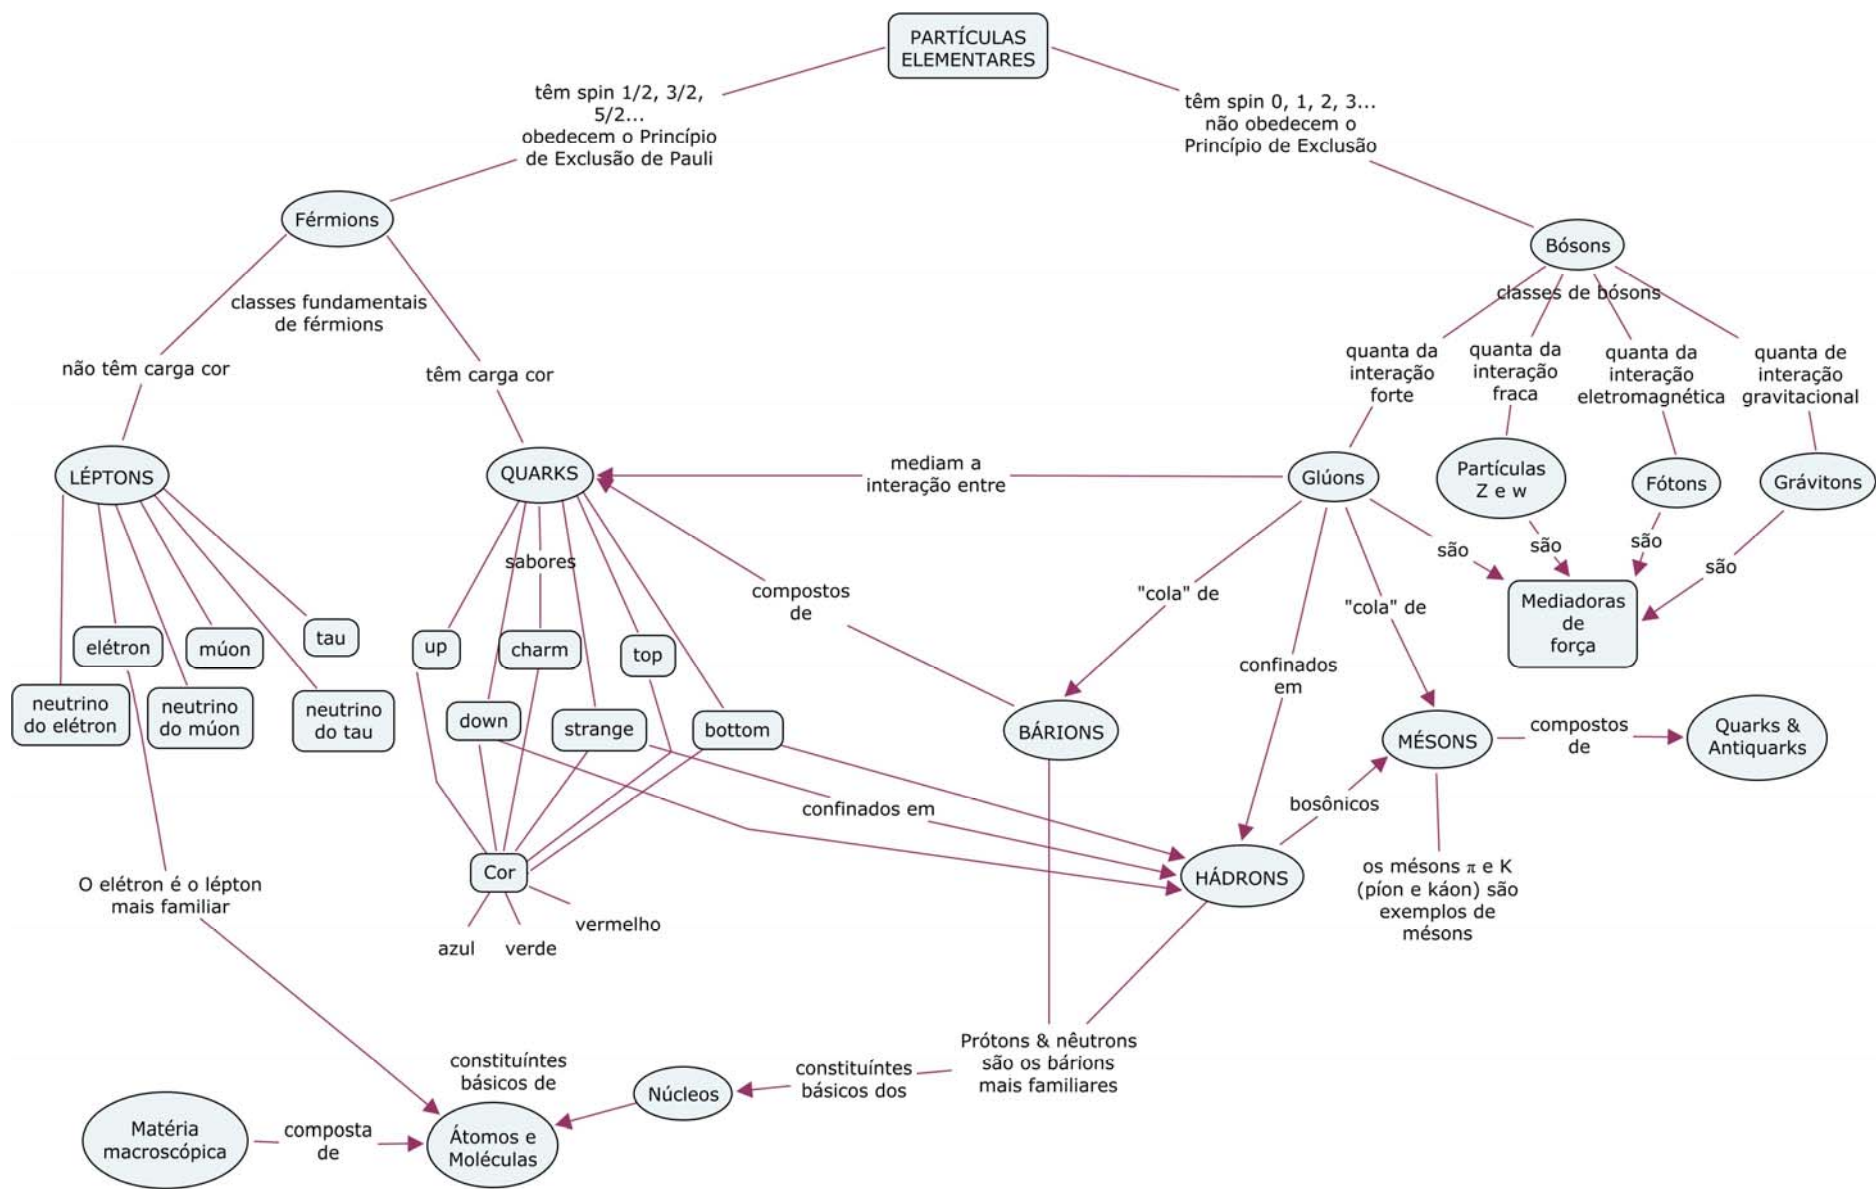 PARTÍCULAS
ELEMENTARES
têm spin 1/2, 3/2,
5/2...
obedecem o Princípio
de Exclusão de Pauli
têm spin 0, 1, 2, 3...
não obedecem o
Princípio de Exclusão
Férmions
Bósons
classes fundamentais
de férmions
classes de bósons
não têm carga cor
têm carga cor
quanta da
interação
forte
quanta da
interação
fraca
quanta da
interação
eletromagnética
quanta de
interação
gravitacional
LÉPTONS
QUARKS
mediam a
interação entre
Glúons
Partículas
Z e w
Fótons
Grávitons
sabores
compostos
de
"cola" de
confinados
em
"cola" de
são
são
são
são
Mediadoras
de
força
elétron
múon
tau
neutrino
do elétron
neutrino
do múon
neutrino
do tau
up
charm
top
down
strange
bottom
BÁRIONS
MÉSONS
compostos
de
Quarks &
Antiquarks
confinados em
bosônicos
Cor
HÁDRONS
azul
verde
vermelho
os mésons π e K
(píon e káon) são
exemplos de
mésons
O elétron é o lépton
mais familiar
Prótons & nêutrons
são os bárions
mais familiares
constituíntes
básicos dos
Núcleos
constituíntes
básicos de
Matéria
macroscópica
composta
de
Átomos e
Moléculas